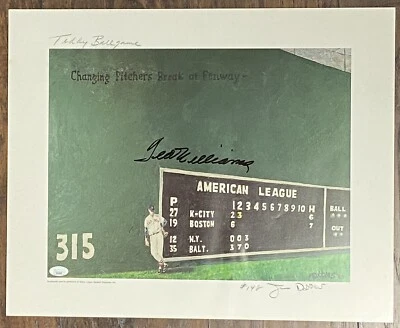 Teddy Ballgame
Changing Pitchers Break at Fenway -
Ted Williams
AMERICAN LEAGUE
P 1 2 3 4 5 6 7 8 9 10 H
27 K-CITY 2 3 6
19 BOSTON 6 7
12 N.Y. 0 0 3
35 BALT. 3 7 0
BALL
OUT
315
#148